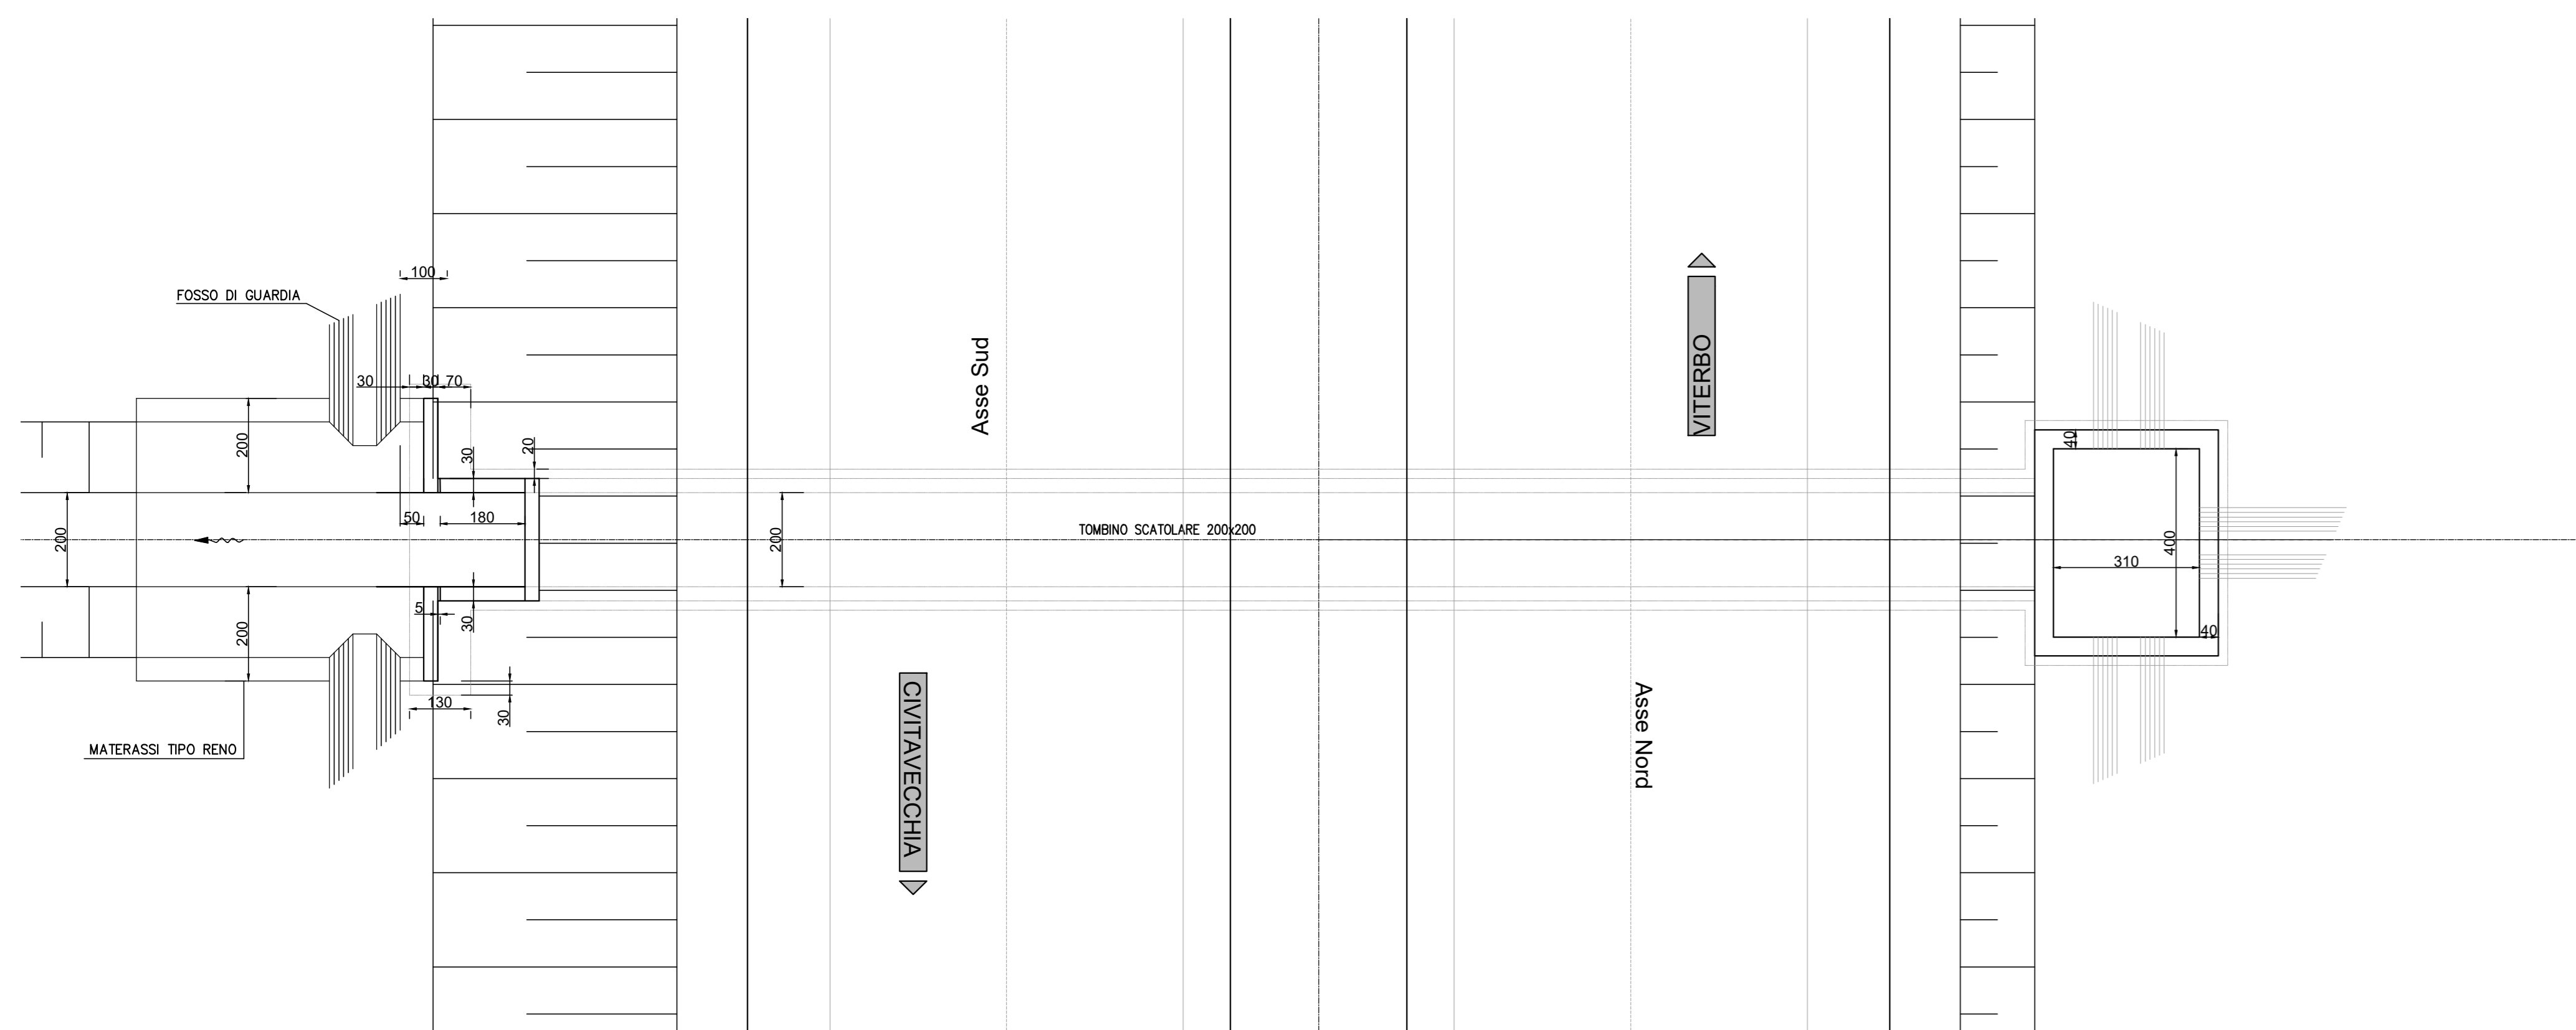 100
FOSSO DI GUARDIA
VITERBO
Asse Sud
30
30
70
200
30
20
40
50
180
200
200
TOMBINO SCATOLARE 200x200
400
310
5
30
200
40
130
30
MATERASSI TIPO RENO
CIVITAVECCHIA
Asse Nord